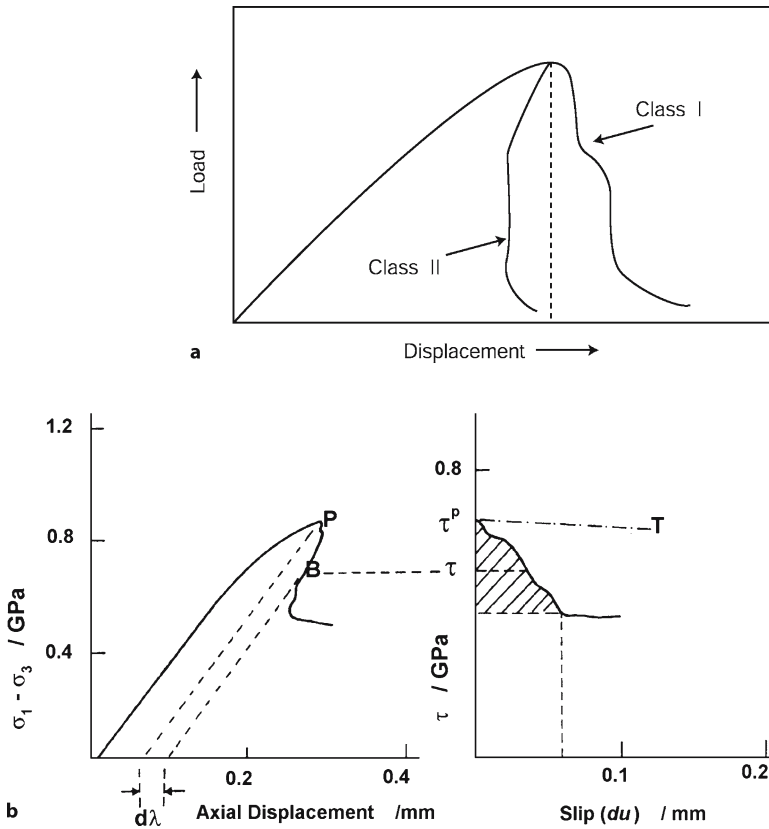 Load
Class I
Class II
a
Displacement
1.2
0.8
0.4
σ₁ - σ₃ / GPa
P
B
0.2
0.4
dλ
b
Axial Displacement /mm
0.8
τᵖ
T
τ
τ / GPa
0.1
0.2
Slip (du) / mm